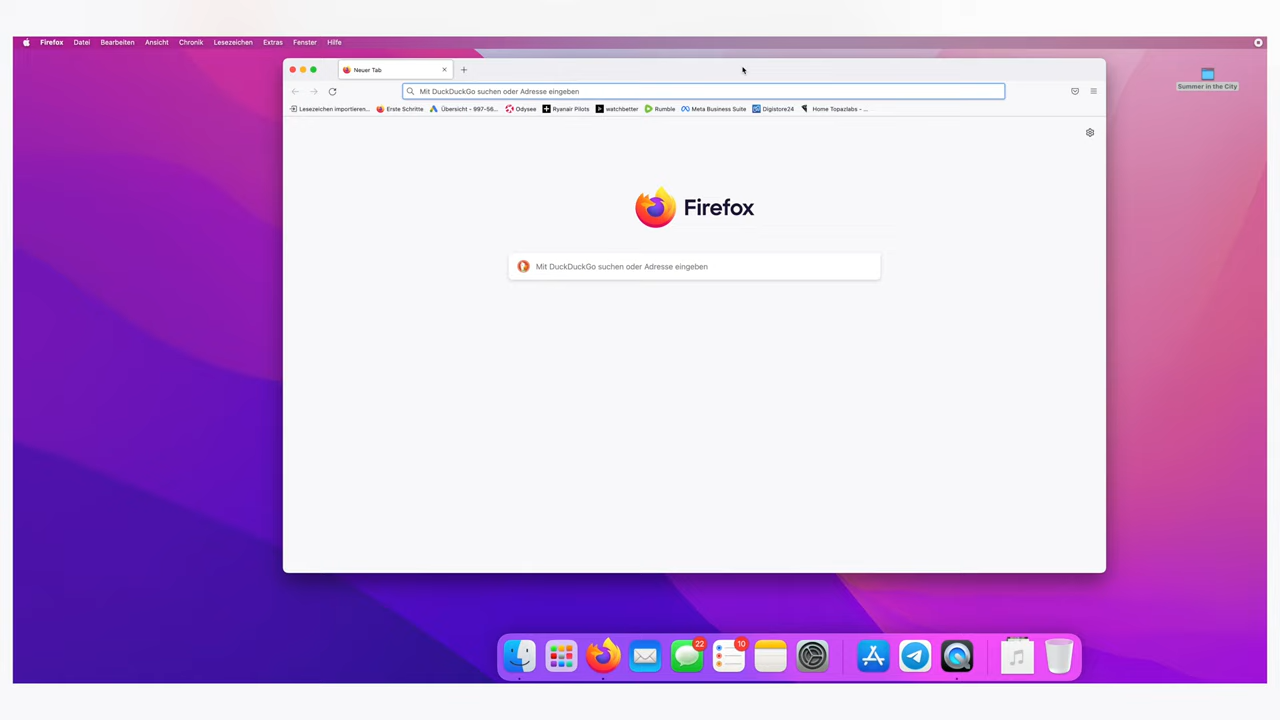 Firefox Datei Bearbeiten Ansicht Chronik Lesezeichen Extras Fenster Hilfe
Neuer Tab
Mit DuckDuckGo suchen oder Adresse eingeben
Lesezeichen importieren... Erste Schritte Übersicht - 997-56... Odysee Ryanair Pilots watchbetter Rumble Meta Business Suite Digistore24 Home Topazlabs - ...
Summer in the City
Firefox
Mit DuckDuckGo suchen oder Adresse eingeben
22 10